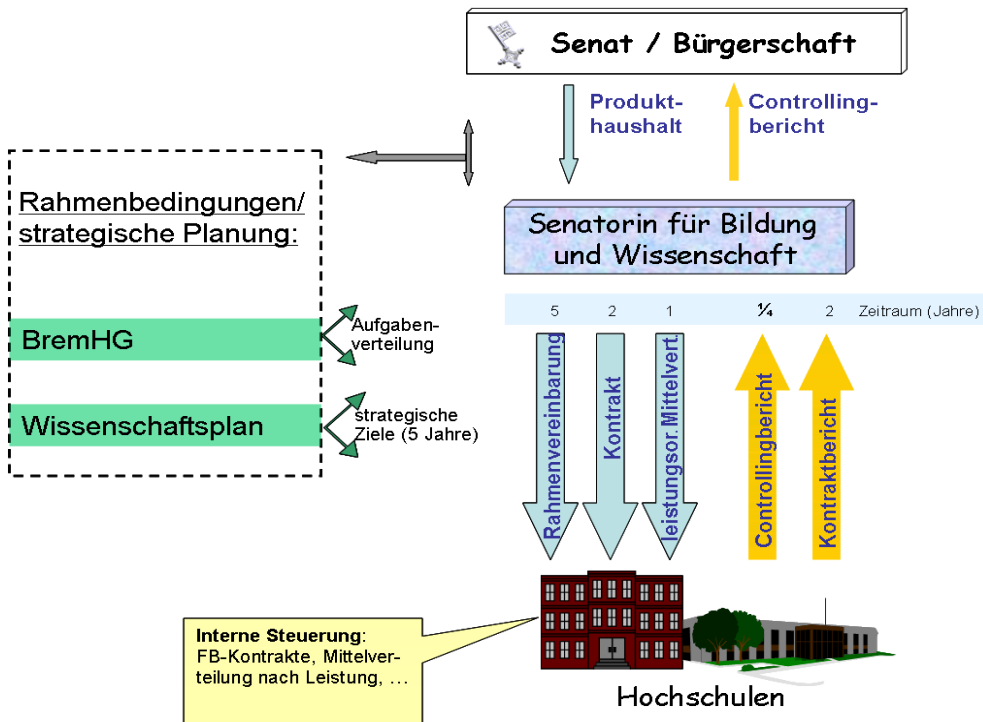 Senat / Bürgerschaft
Produkt-
haushalt
Controlling-
bericht
Rahmenbedingungen/
strategische Planung:
BremHG
Aufgaben-
verteilung
Wissenschaftsplan
strategische
Ziele (5 Jahre)
Senatorin für Bildung
und Wissenschaft
5 2 1 ¼ 2 Zeitraum (Jahre)
Rahmenvereinbarung
Kontrakt
leistungsor. Mittelvert.
Controllingbericht
Kontraktbericht
Interne Steuerung:
FB-Kontrakte, Mittelver-
teilung nach Leistung, ...
Hochschulen